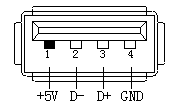 1 2 3 4
+5V D- D+ GND